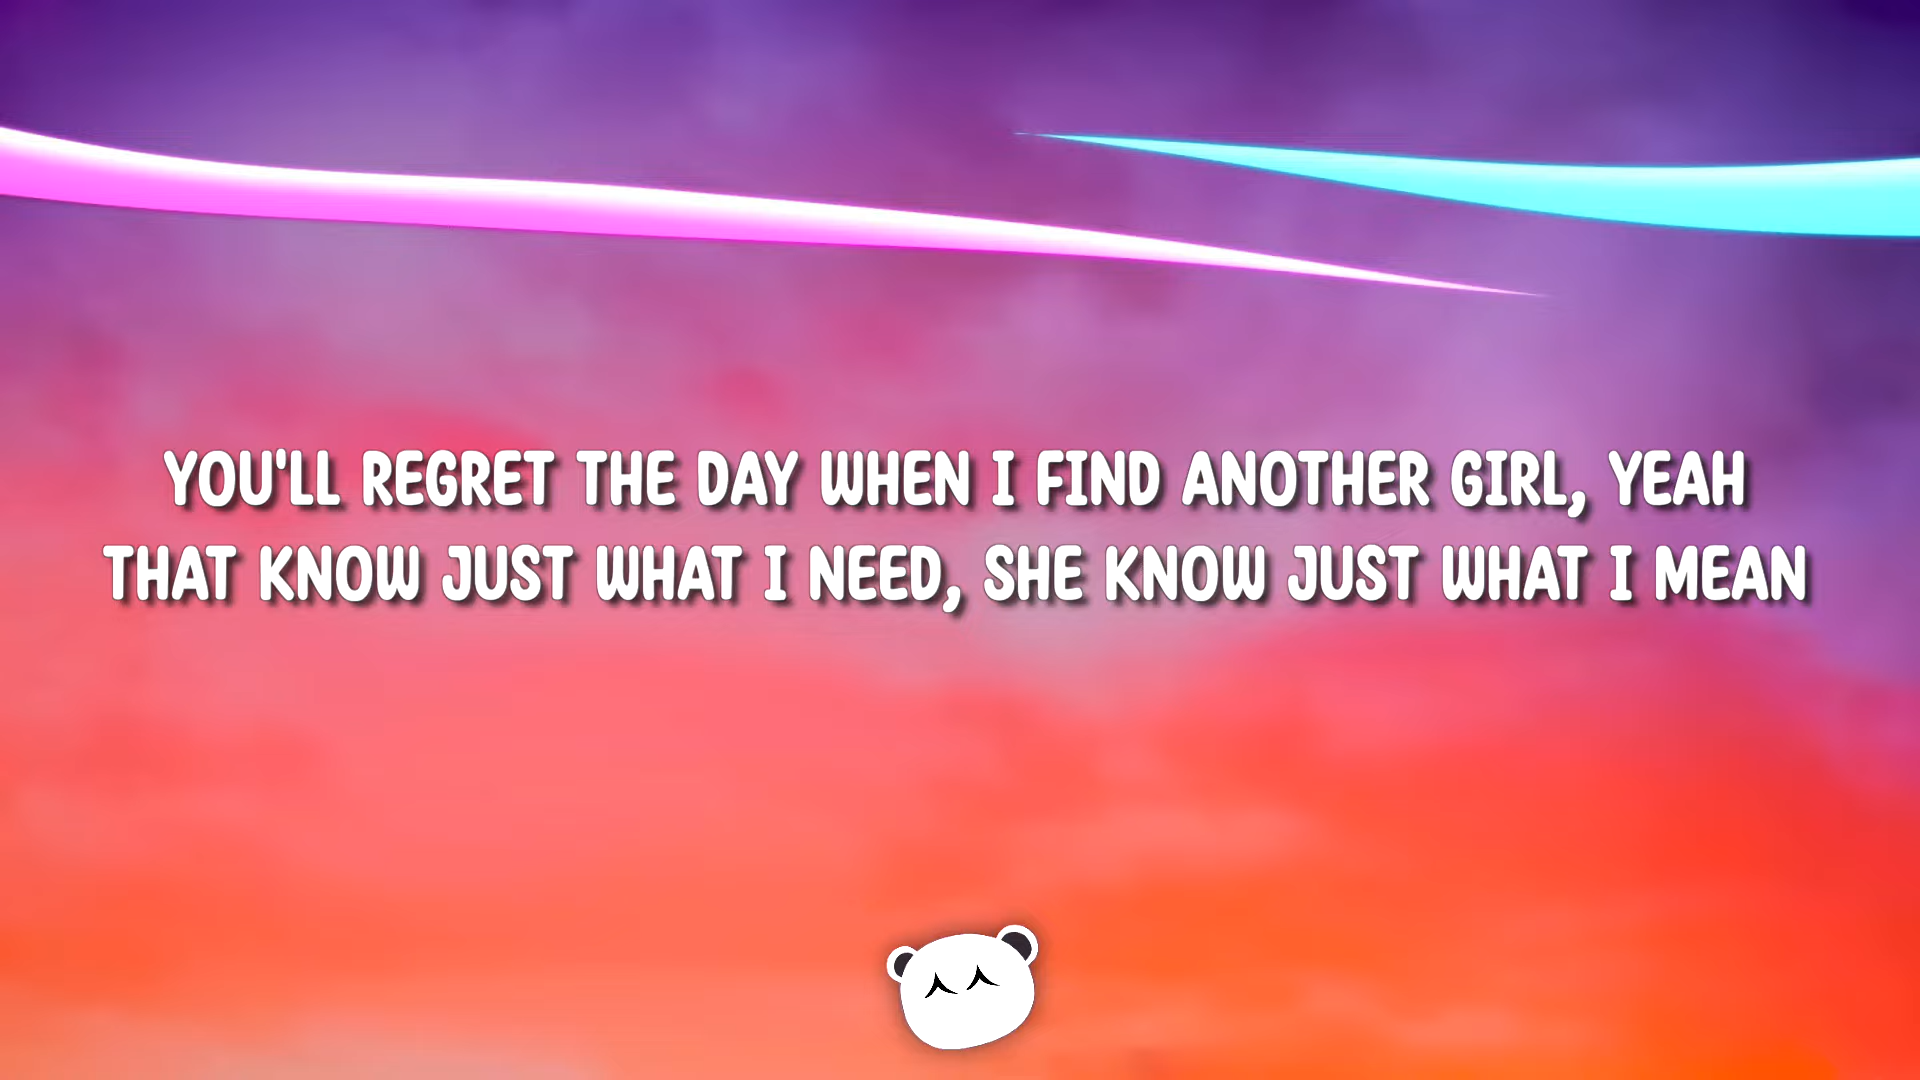 YOU'LL REGRET THE DAY WHEN I FIND ANOTHER GIRL, YEAH
THAT KNOW JUST WHAT I NEED, SHE KNOW JUST WHAT I MEAN